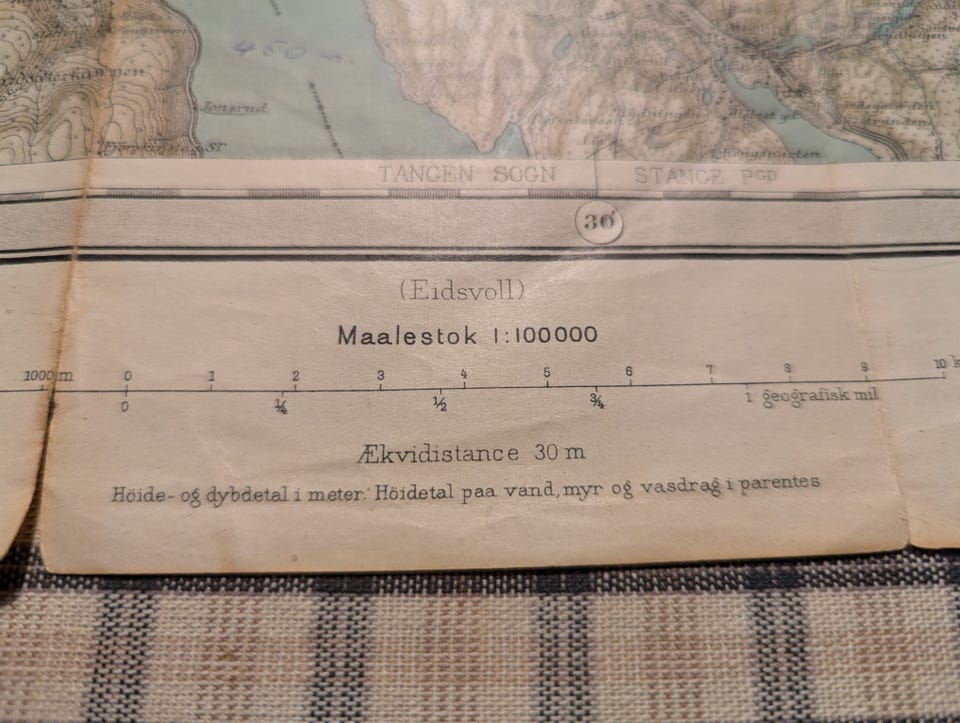 450 m
Jonsrud
TANGEN SOGN STANGE PGD
30'
(Eidsvoll)
Maalestok 1:100000
1000 m 0 1 2 3 4 5 6 7 8 9 10 k
0 ¼ ½ ¾ 1 geografisk mil
Ækvidistance 30 m
Höide- og dybdetal i meter. Höidetal paa vand, myr og vasdrag i parentes